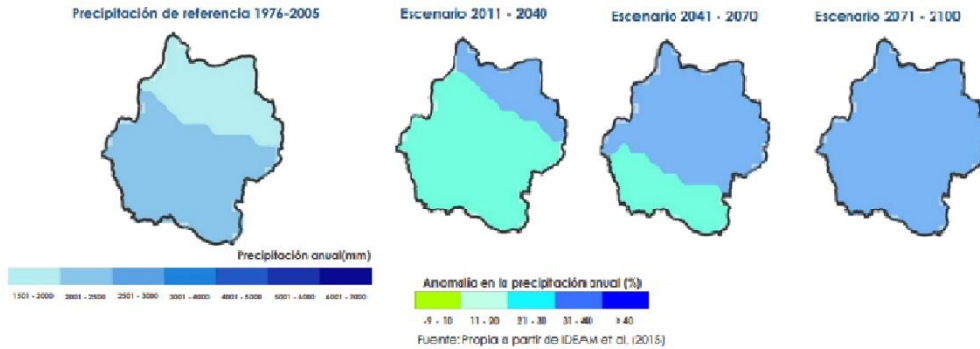 Precipitación de referencia 1976-2005
Escenario 2011 - 2040
Escenario 2041 - 2070
Escenario 2071 - 2100
Precipitación anual(mm)
1501 - 2000 2001 - 2500 2501 - 3000 3001 - 4000 4001 - 5000 5001 - 6000 6001 - 7000
Anomalía en la precipitación anual (%)
-9 - 10 11 - 20 21 - 30 31 - 40 > 40
Fuente: Propia a partir de IDEAM et al. (2015)